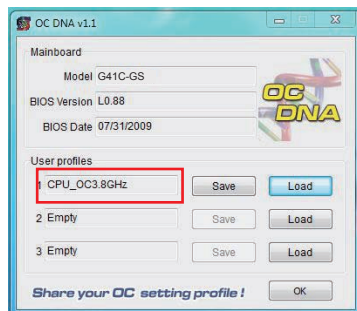 OC DNA v1.1
Mainboard
Model G41C-GS
BIOS Version L0.88
BIOS Date 07/31/2009
OC
DNA
User profiles
1 CPU_OC3.8GHz Save Load
2 Empty Save Load
3 Empty Save Load
Share your OC setting profile ! OK